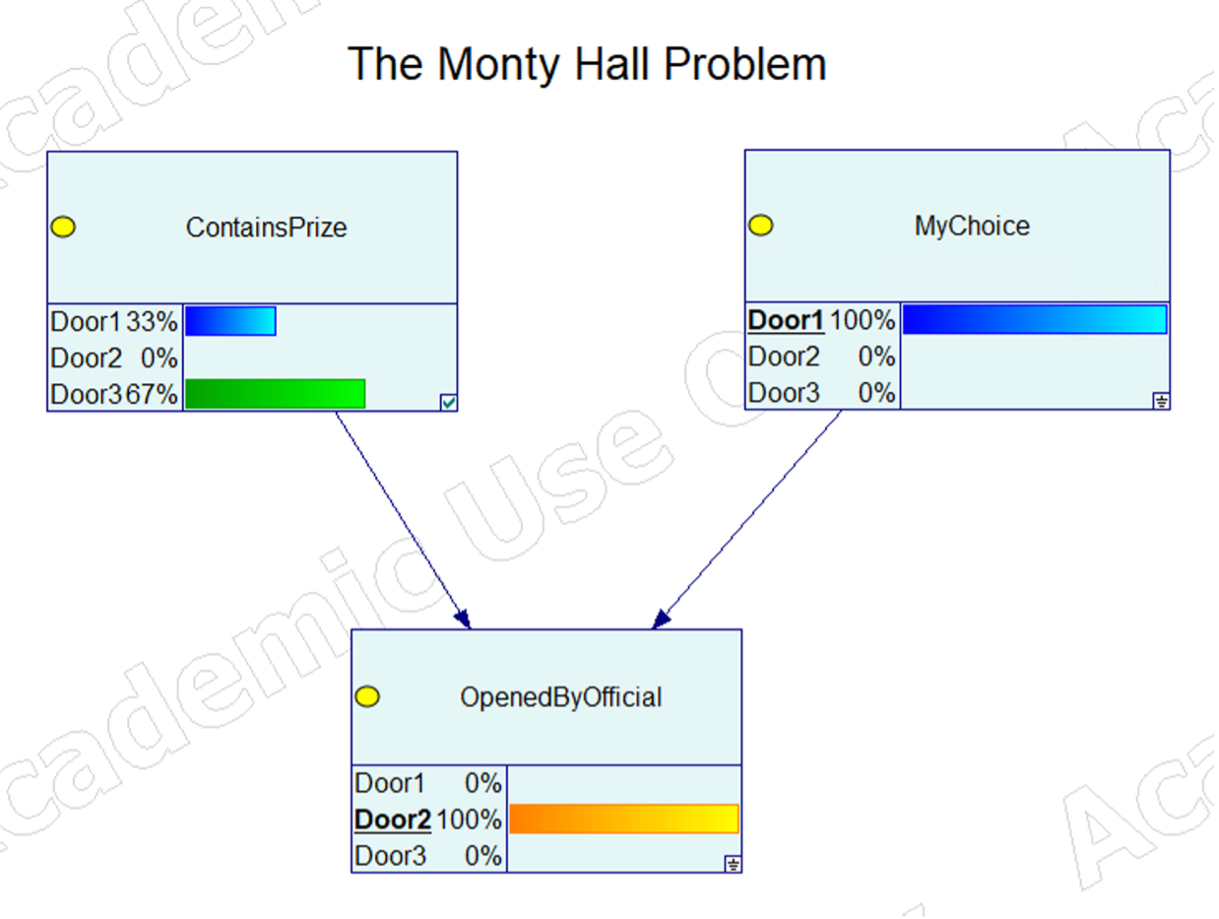 The Monty Hall Problem
ContainsPrize
Door1 33%
Door2 0%
Door3 67%
MyChoice
Door1 100%
Door2 0%
Door3 0%
OpenedByOfficial
Door1 0%
Door2 100%
Door3 0%
Academic
Academic Use O
Aca
Aca